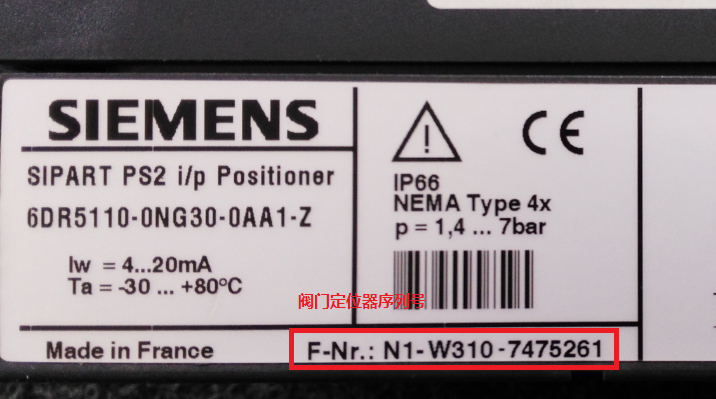 SIEMENS
SIPART PS2 i/p Positioner
6DR5110-0NG30-0AA1-Z
Iw = 4...20mA
Ta = -30 ... +80°C
Made in France
CE
IP66
NEMA Type 4x
p = 1,4 ... 7bar
阀门定位器序列号
F-Nr.: N1-W310-7475261